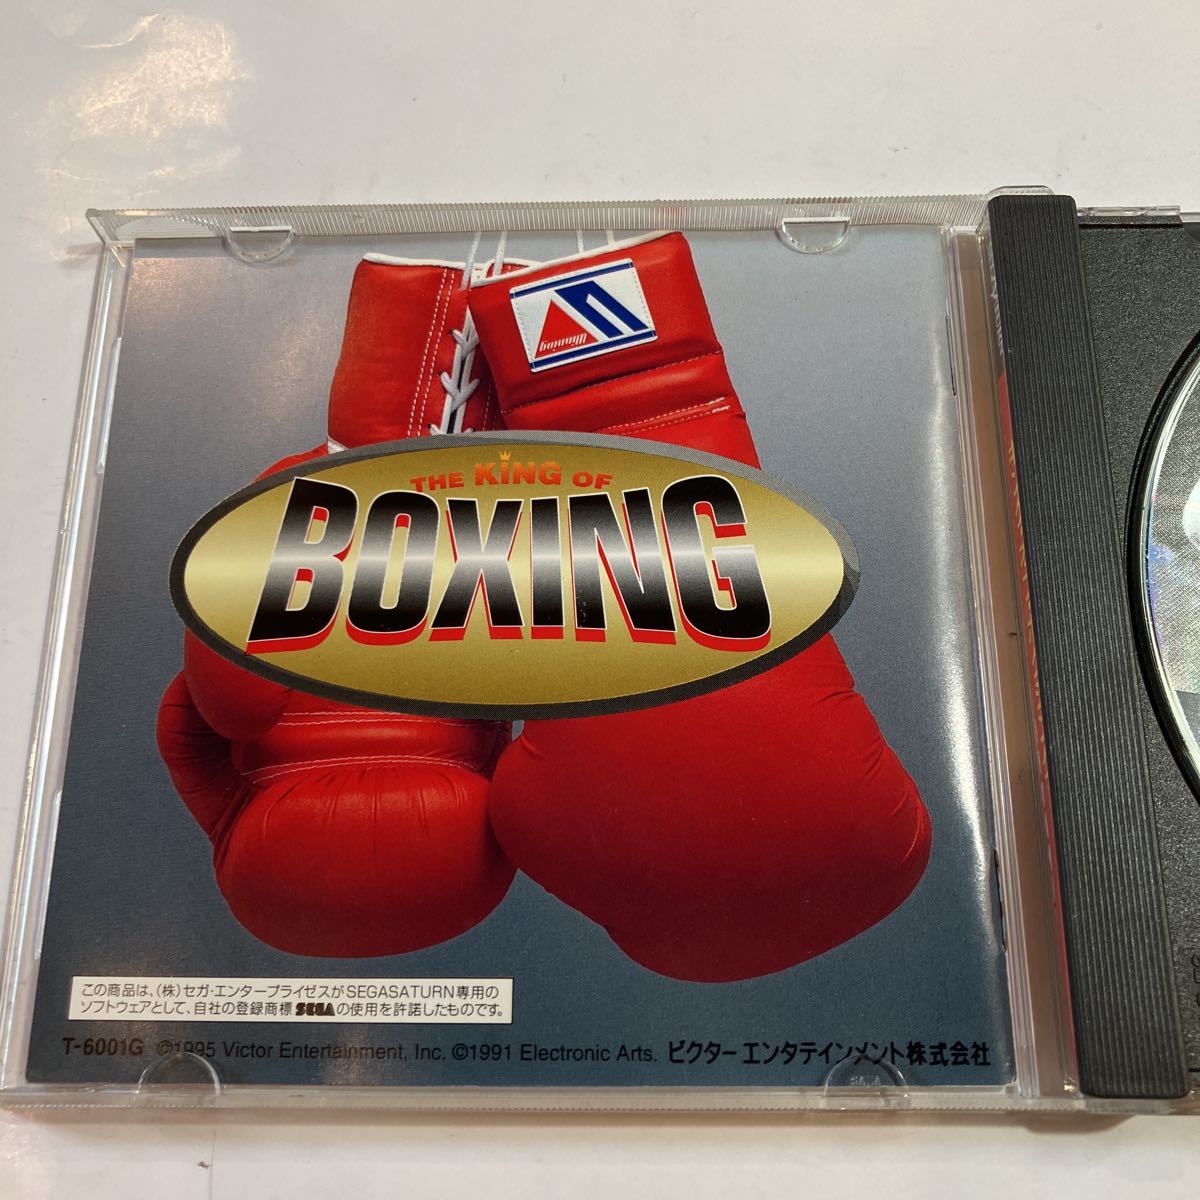 Winning
THE KiNG OF
BOXING
この商品は、(株)セガ・エンタープライゼスがSEGASATURN専用の
ソフトウェアとして、自社の登録商標SEGAの使用を許諾したものです。
T-6001G ©1995 Victor Entertainment, Inc. ©1991 Electronic Arts. ビクターエンタテインメント株式会社